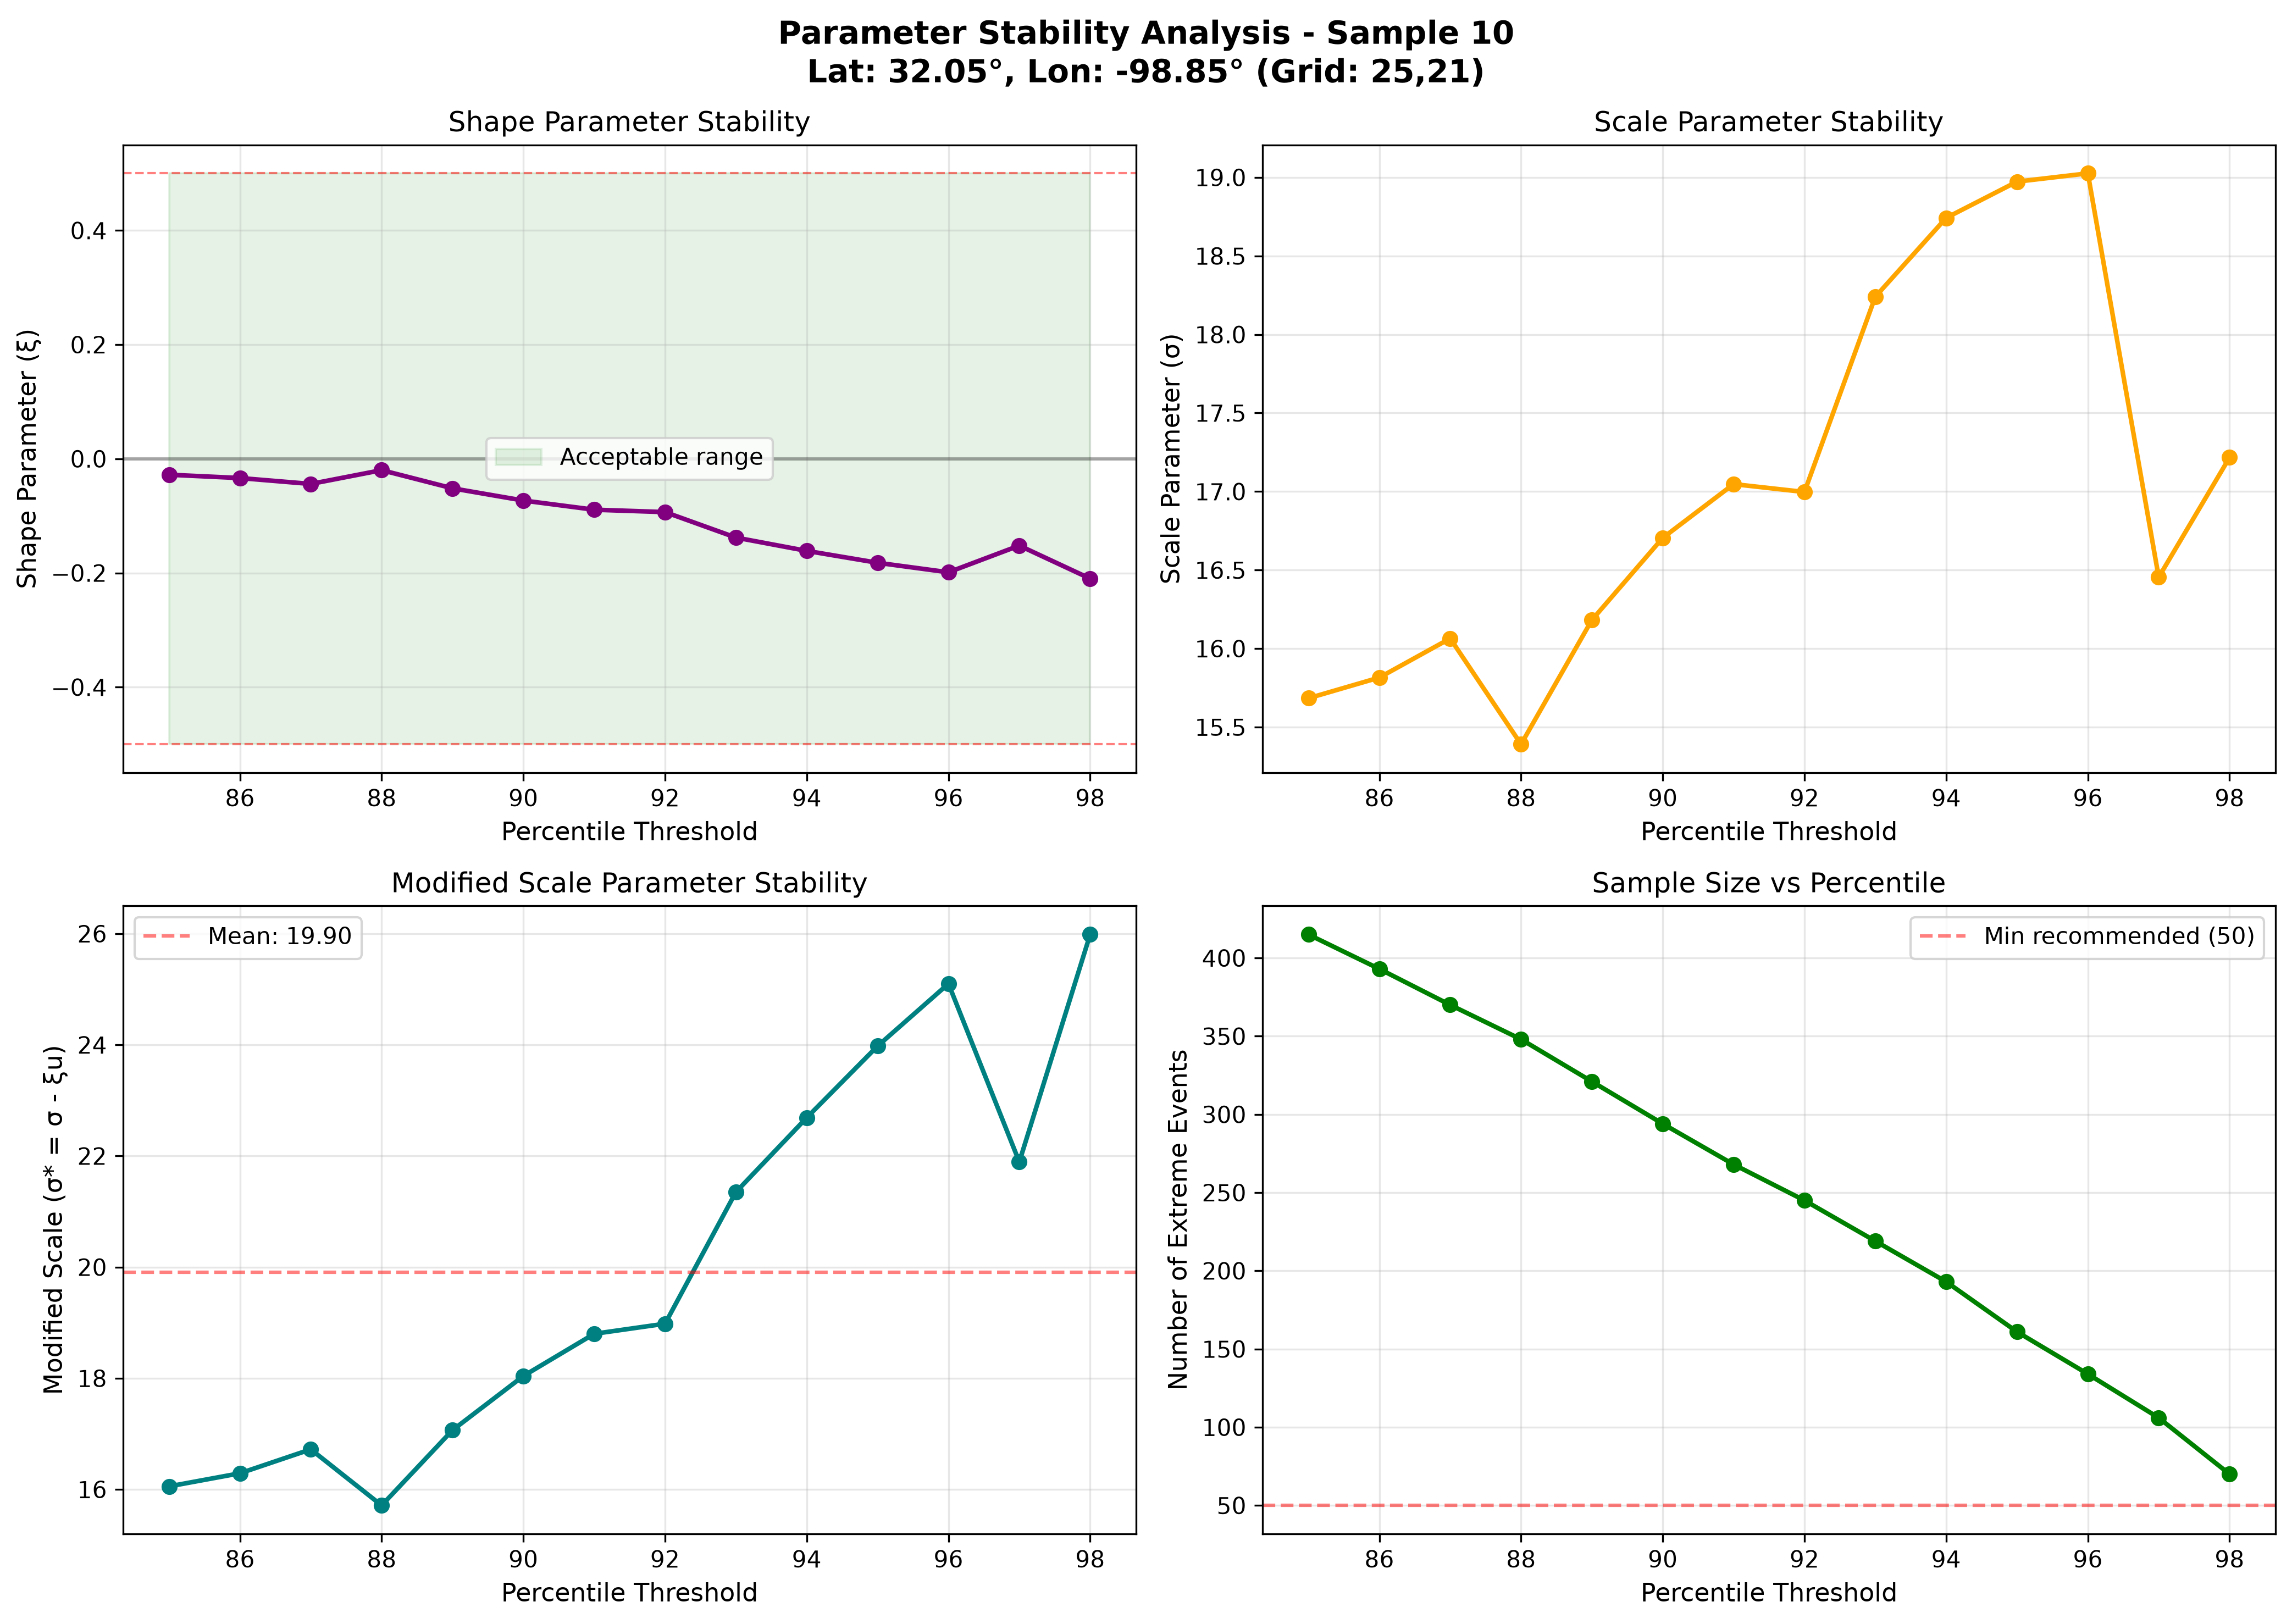 Parameter Stability Analysis - Sample 10
Lat: 32.05°, Lon: -98.85° (Grid: 25,21)
Shape Parameter Stability
Shape Parameter (ξ)
0.4
0.2
0.0
−0.2
−0.4
Acceptable range
86 88 90 92 94 96 98
Percentile Threshold
Scale Parameter Stability
Scale Parameter (σ)
19.0
18.5
18.0
17.5
17.0
16.5
16.0
15.5
86 88 90 92 94 96 98
Percentile Threshold
Modified Scale Parameter Stability
Modified Scale (σ* = σ - ξu)
26
24
22
20
18
16
Mean: 19.90
86 88 90 92 94 96 98
Percentile Threshold
Sample Size vs Percentile
Number of Extreme Events
400
350
300
250
200
150
100
50
Min recommended (50)
86 88 90 92 94 96 98
Percentile Threshold